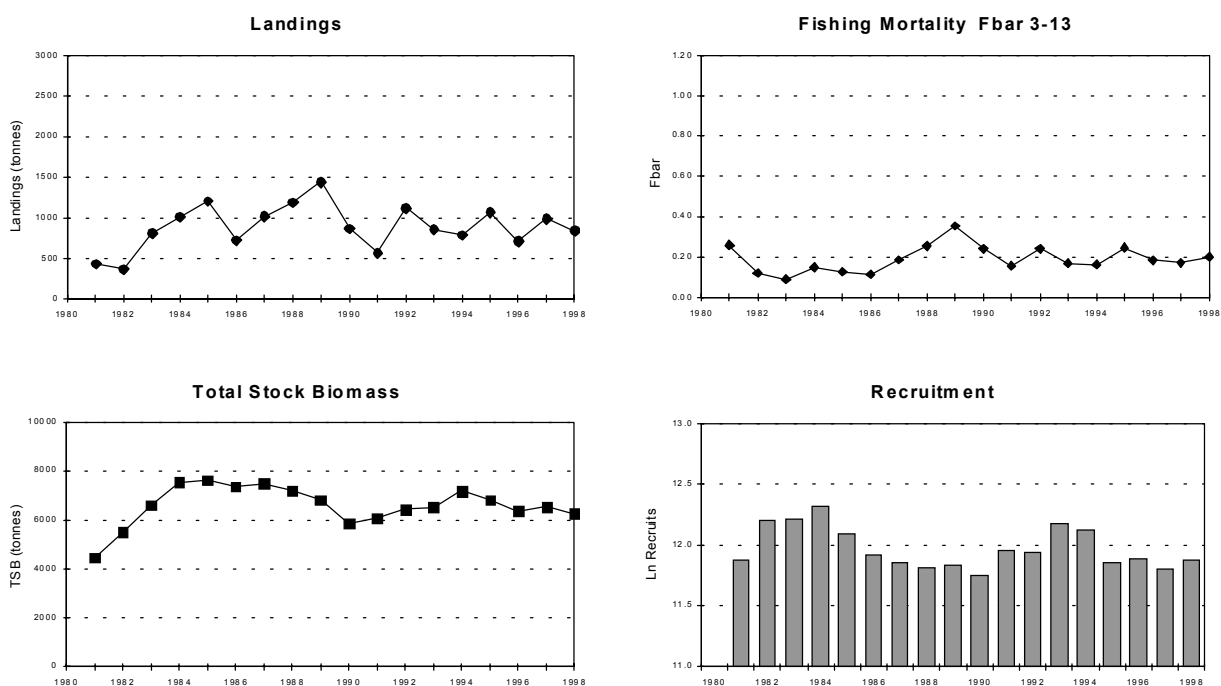 Landings
3000
2500
2000
1500
1000
500
0
Landings (tonnes)
1980 1982 1984 1986 1988 1990 1992 1994 1996 1998
Fishing Mortality Fbar 3-13
1.20
1.00
0.80
0.60
0.40
0.20
0.00
Fbar
1980 1982 1984 1986 1988 1990 1992 1994 1996 1998
Total Stock Biomass
10000
8000
6000
4000
2000
0
TSB (tonnes)
1980 1982 1984 1986 1988 1990 1992 1994 1996 1998
Recruitment
13.0
12.5
12.0
11.5
11.0
Ln Recruits
1980 1982 1984 1986 1988 1990 1992 1994 1996 1998